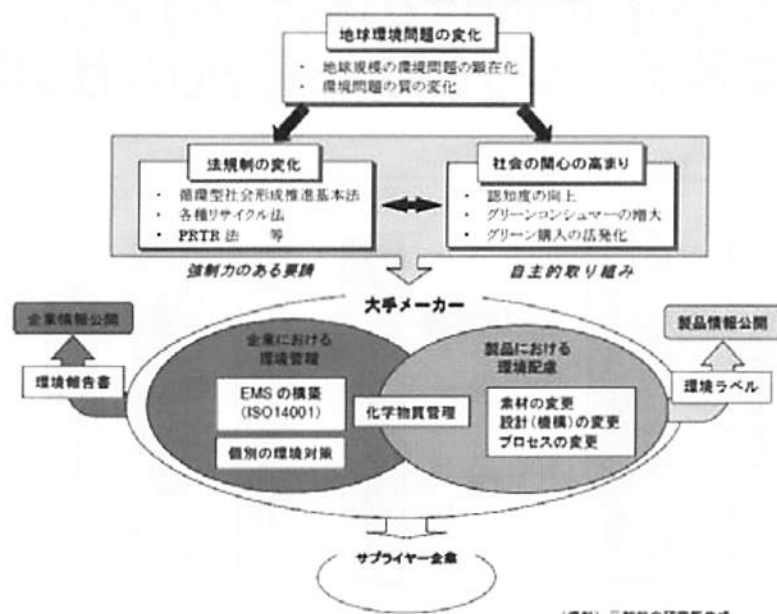 地球環境問題の変化
・ 地球規模の環境問題の顕在化
・ 環境問題の質の変化
法規制の変化
・ 循環型社会形成推進基本法
・ 各種リサイクル法
・ PRTR 法 等
社会の関心の高まり
・ 認知度の向上
・ グリーンコンシュマーの増大
・ グリーン購入の活発化
強制力のある要請
自主的取り組み
大手メーカー
企業情報公開
環境報告書
企業における
環境管理
EMS の構築
(ISO14001)
個別の環境対策
化学物質管理
製品における
環境配慮
素材の変更
設計(機構)の変更
プロセスの変更
製品情報公開
環境ラベル
サプライヤー企業